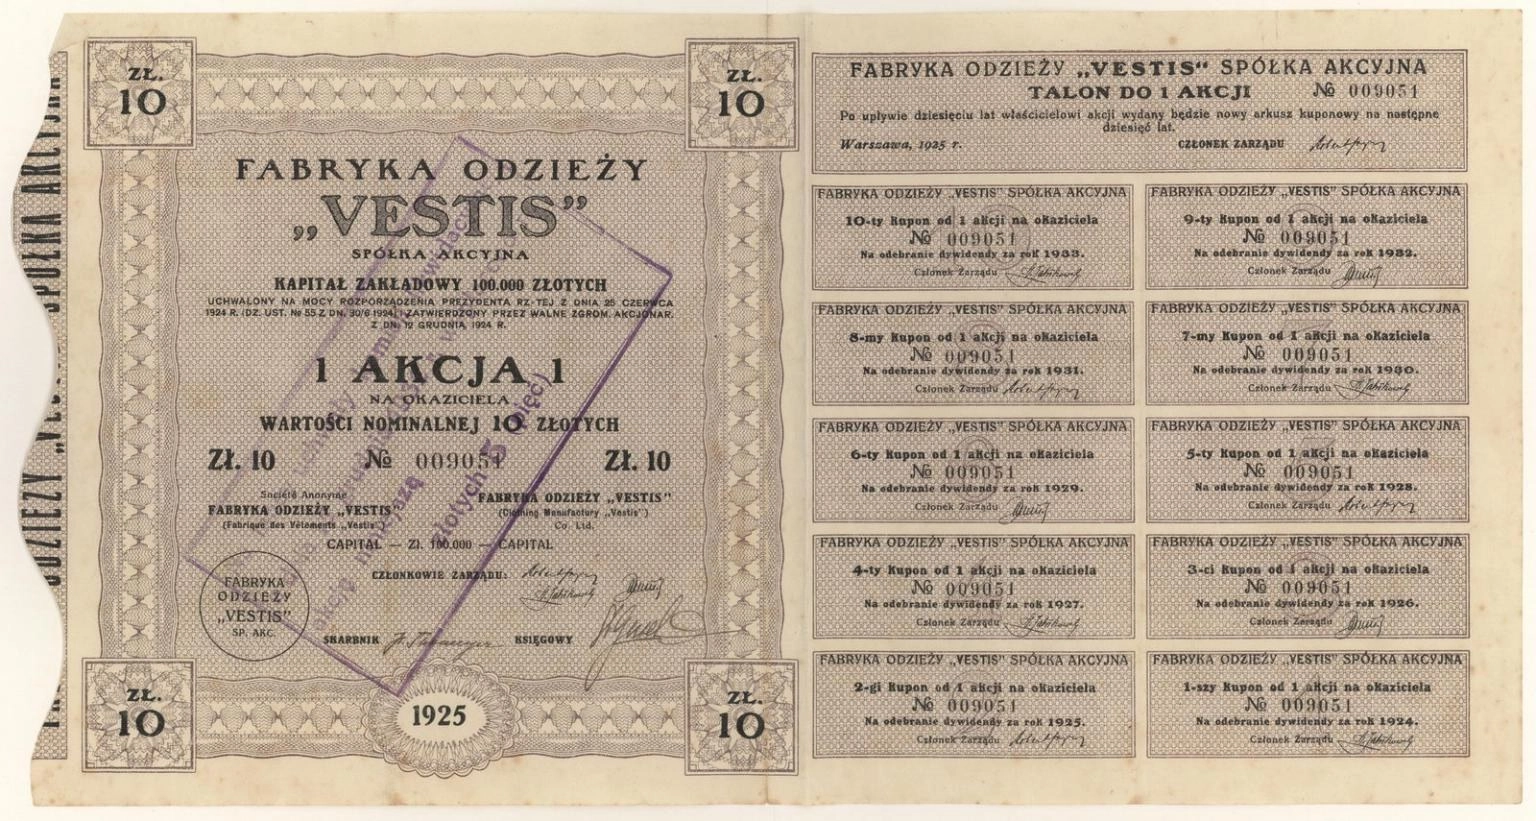 ZŁ.
10
ZŁ.
10
FABRYKA ODZIEŻY
„VESTIS”
SPÓŁKA AKCYJNA
KAPITAŁ ZAKŁADOWY 100.000 ZŁOTYCH
UCHWALONY NA MOCY ROZPORZĄDZENIA PREZYDENTA RZ-TEJ Z DNIA 25 CZERWCA
1924 R. (DZ. UST. № 55 Z DN. 30/6 1924) I ZATWIERDZONY PRZEZ WALNE ZGROM. AKCJONAR.
Z DN. 12 GRUDNIA 1924 R.
1 AKCJA 1
NA OKAZICIELA
WARTOŚCI NOMINALNEJ 10 ZŁOTYCH
ZŁ. 10 № 009051 ZŁ. 10
Société Anonyme
FABRYKA ODZIEŻY „VESTIS”
(Fabrique des Vêtements „Vestis”)
FABRYKA ODZIEŻY „VESTIS”
(Clothing Manufactury „Vestis”)
Co. Ltd.
CAPITAL — Zł. 100.000 — CAPITAL
CZŁONKOWIE ZARZĄDU:
FABRYKA
ODZIEŻY
„VESTIS”
SP. AKC.
SKARBNIK KSIĘGOWY
ZŁ.
10
1925
ZŁ.
10
złotych 5 (pięć)
SPÓŁKA AKCYJNA
ODZIEŻY
FABRYKA ODZIEŻY „VESTIS” SPÓŁKA AKCYJNA
TALON DO 1 AKCJI № 009051
Po upływie dziesięciu lat właścicielowi akcji wydany będzie nowy arkusz kuponowy na następne
dziesięć lat.
Warszawa, 1925 r. CZŁONEK ZARZĄDU
FABRYKA ODZIEŻY „VESTIS” SPÓŁKA AKCYJNA
10-ty Kupon od 1 akcji na okaziciela
№ 009051
Na odebranie dywidendy za rok 1933.
Członek Zarządu
FABRYKA ODZIEŻY „VESTIS” SPÓŁKA AKCYJNA
9-ty Kupon od 1 akcji na okaziciela
№ 009051
Na odebranie dywidendy za rok 1932.
Członek Zarządu
FABRYKA ODZIEŻY „VESTIS” SPÓŁKA AKCYJNA
8-my Kupon od 1 akcji na okaziciela
№ 009051
Na odebranie dywidendy za rok 1931.
Członek Zarządu
FABRYKA ODZIEŻY „VESTIS” SPÓŁKA AKCYJNA
7-my Kupon od 1 akcji na okaziciela
№ 009051
Na odebranie dywidendy za rok 1930.
Członek Zarządu
FABRYKA ODZIEŻY „VESTIS” SPÓŁKA AKCYJNA
6-ty Kupon od 1 akcji na okaziciela
№ 009051
Na odebranie dywidendy za rok 1929.
Członek Zarządu
FABRYKA ODZIEŻY „VESTIS” SPÓŁKA AKCYJNA
5-ty Kupon od 1 akcji na okaziciela
№ 009051
Na odebranie dywidendy za rok 1928.
Członek Zarządu
FABRYKA ODZIEŻY „VESTIS” SPÓŁKA AKCYJNA
4-ty Kupon od 1 akcji na okaziciela
№ 009051
Na odebranie dywidendy za rok 1927.
Członek Zarządu
FABRYKA ODZIEŻY „VESTIS” SPÓŁKA AKCYJNA
3-ci Kupon od 1 akcji na okaziciela
№ 009051
Na odebranie dywidendy za rok 1926.
Członek Zarządu
FABRYKA ODZIEŻY „VESTIS” SPÓŁKA AKCYJNA
2-gi Kupon od 1 akcji na okaziciela
№ 009051
Na odebranie dywidendy za rok 1925.
Członek Zarządu
FABRYKA ODZIEŻY „VESTIS” SPÓŁKA AKCYJNA
1-szy Kupon od 1 akcji na okaziciela
№ 009051
Na odebranie dywidendy za rok 1924.
Członek Zarządu